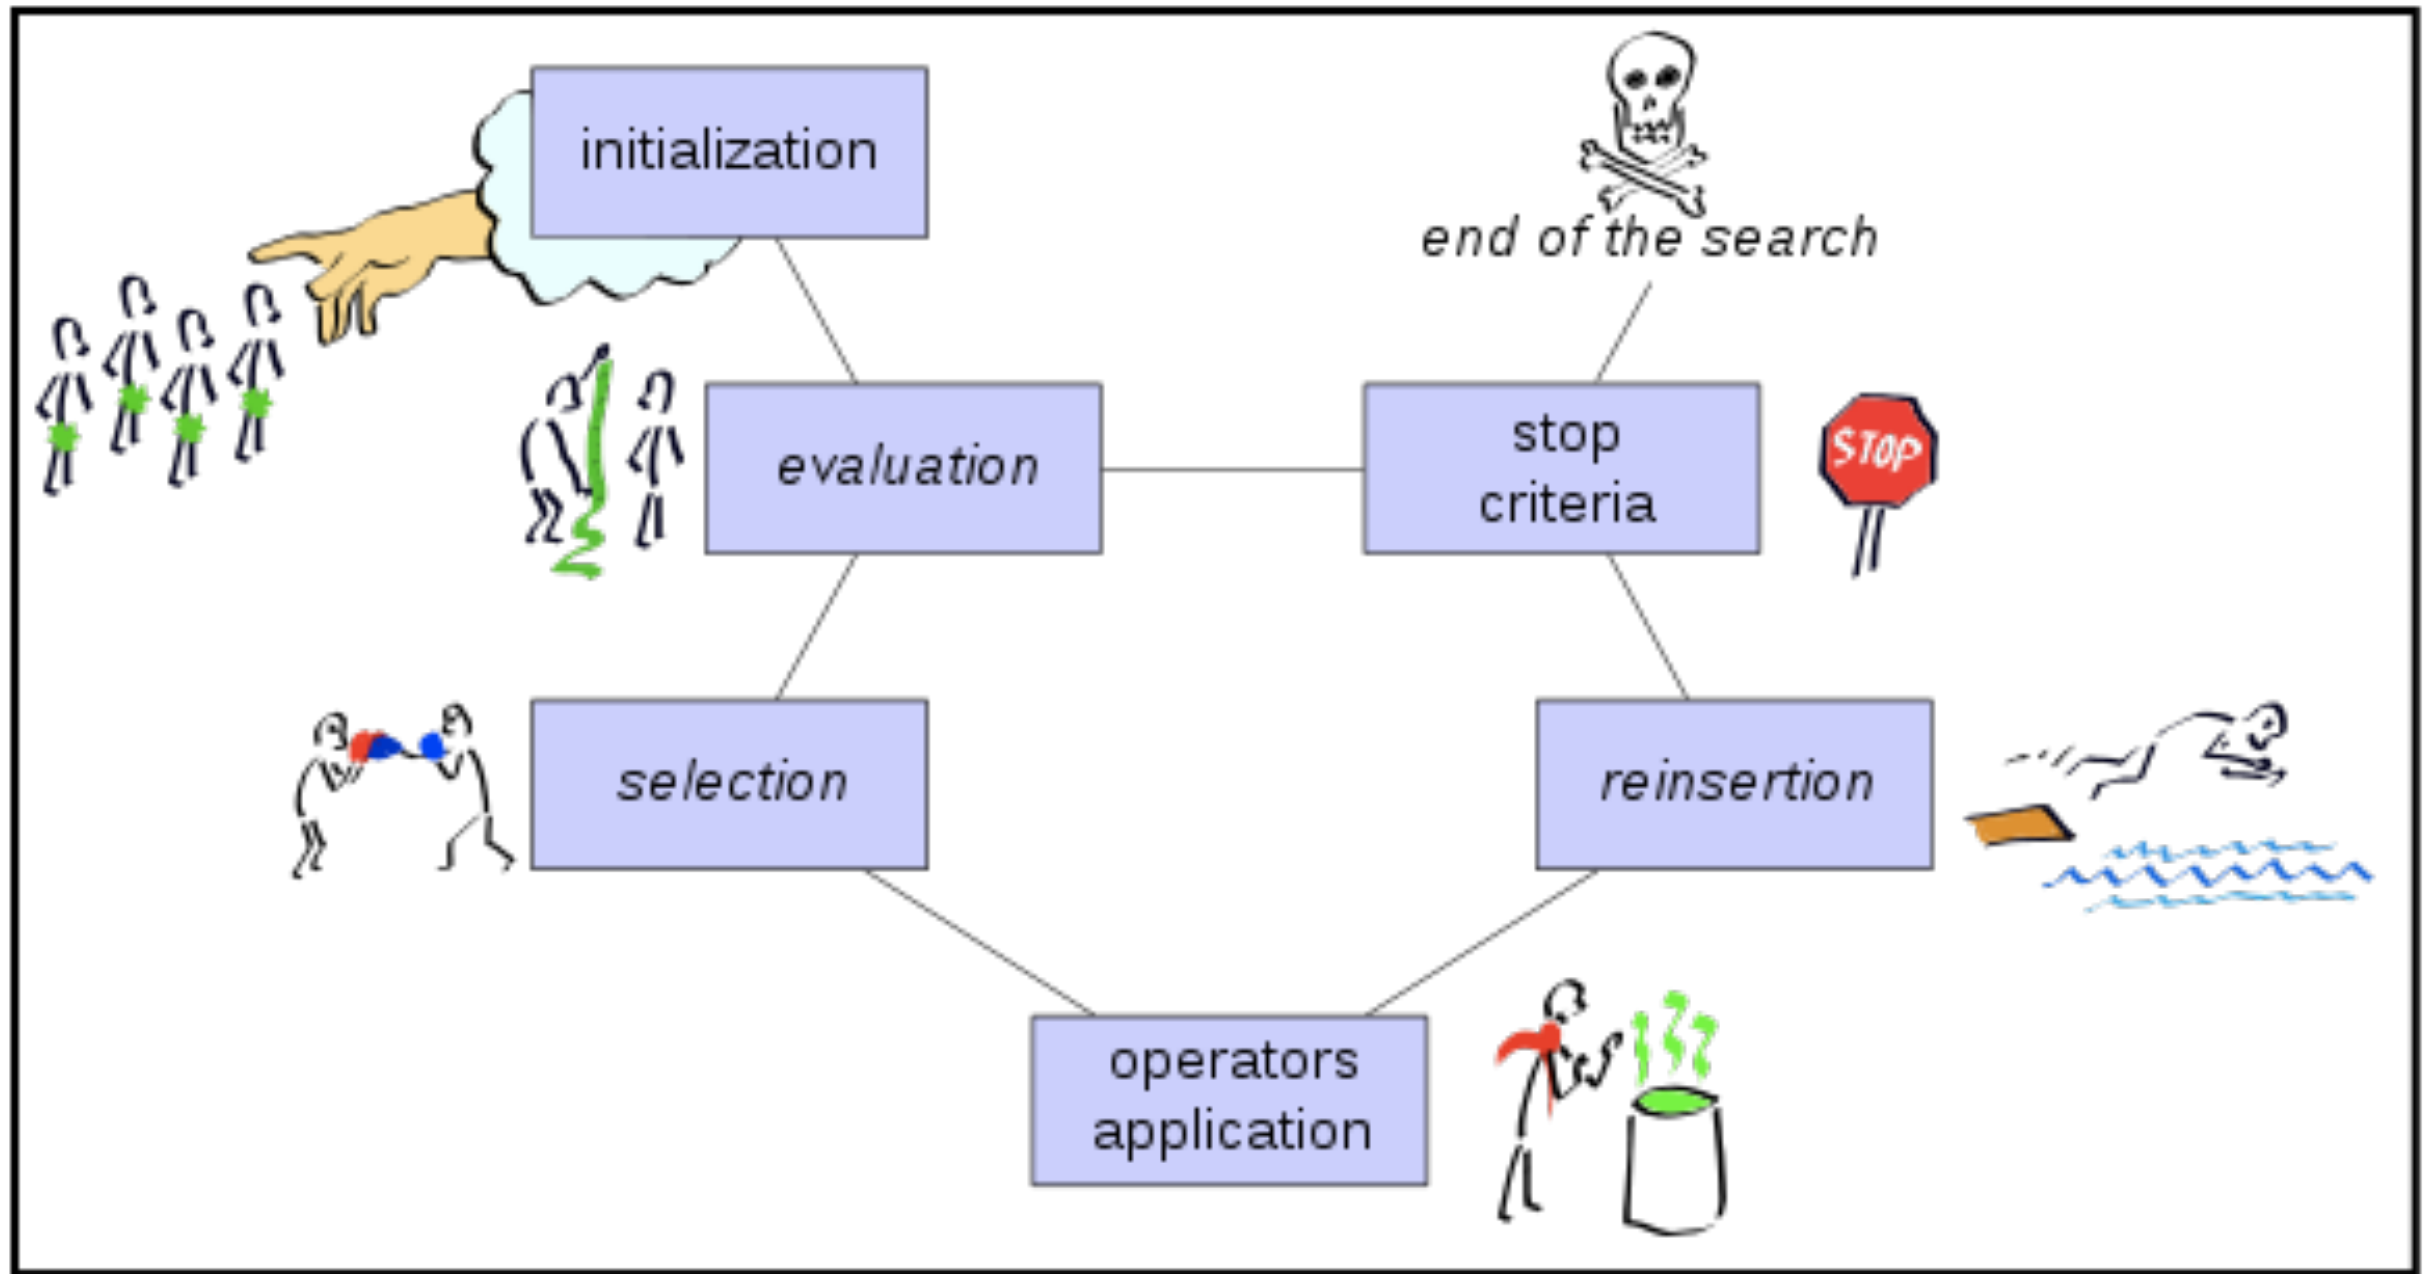 initialization
end of the search
evaluation
stop
criteria
STOP
selection
reinsertion
operators
application